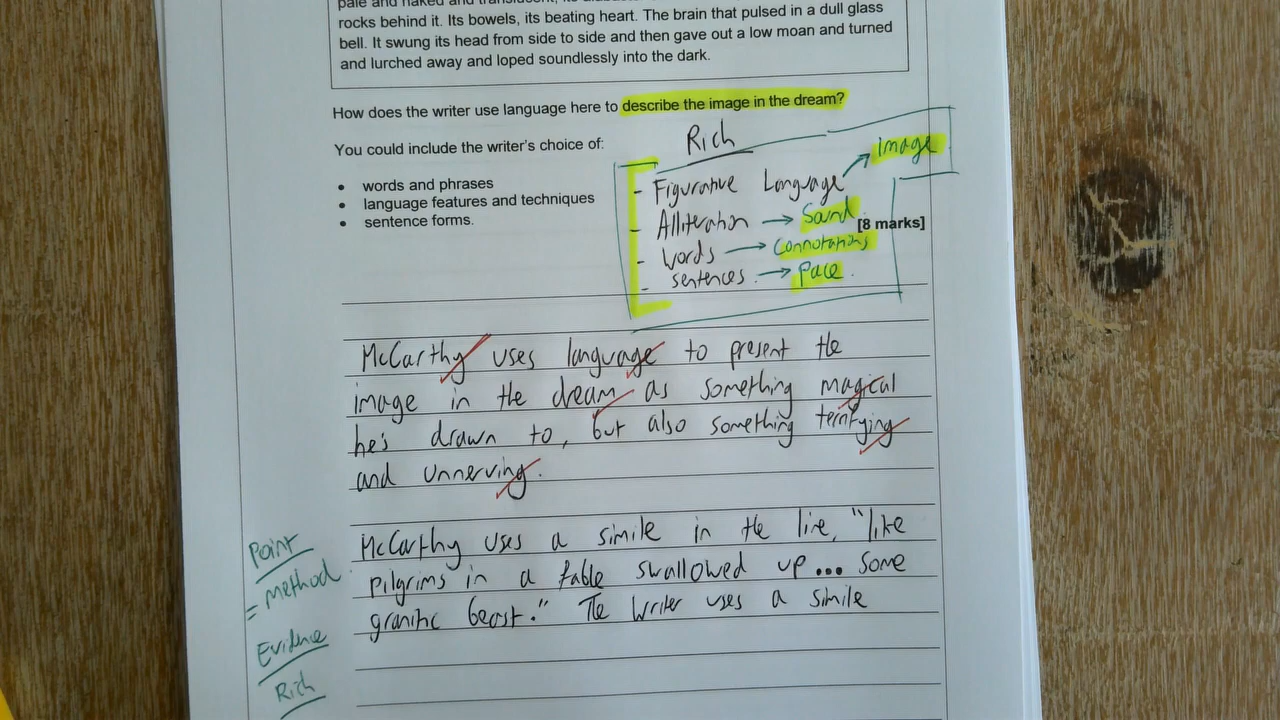 pale and naked and translucent, its
rocks behind it. Its bowels, its beating heart. The brain that pulsed in a dull glass
bell. It swung its head from side to side and then gave out a low moan and turned
and lurched away and loped soundlessly into the dark.
How does the writer use language here to describe the image in the dream?
You could include the writer's choice of:
• words and phrases
• language features and techniques
• sentence forms.
Rich
- Figurative Language → image
- Alliteration → Sound
- Words → Connotations
- sentences → pace.
[8 marks]
McCarthy uses language to present the
image in the dream as something magical
he's drawn to, but also something terrifying
and unnerving.
Point
= Method
Evidence
Rich
McCarthy uses a simile in the line, "like
pilgrims in a fable swallowed up... some
granitic beast." The writer uses a simile